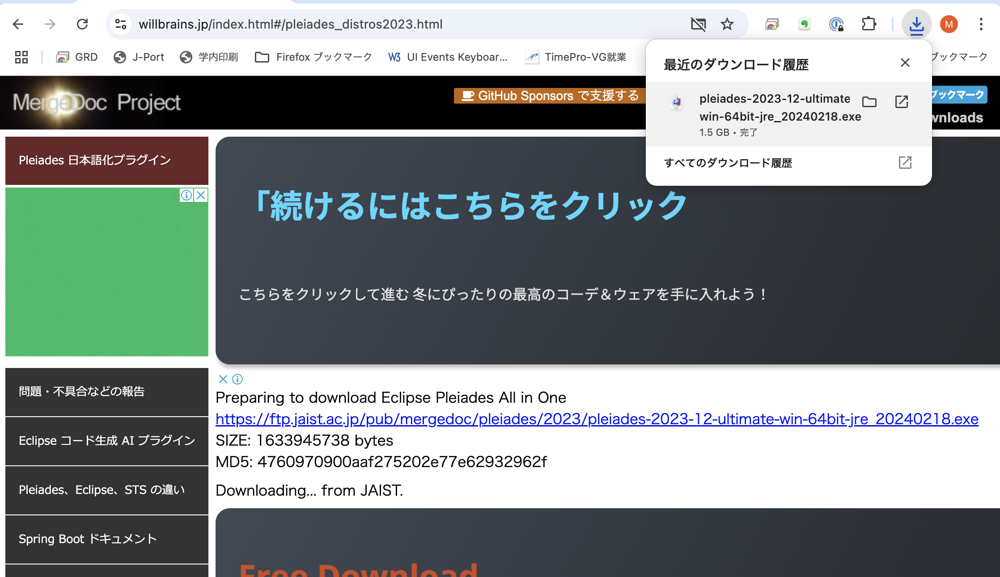 willbrains.jp/index.html#/pleiades_distros2023.html
M
GRD
J-Port
学内印刷
Firefox ブックマーク
W3 UI Events Keyboar...
TimePro-VG就業
ブックマーク
最近のダウンロード履歴
pleiades-2023-12-ultimate
win-64bit-jre_20240218.exe
1.5 GB • 完了
すべてのダウンロード履歴
MergeDoc Project
GitHub Sponsors で支援する
ブックマーク
wnloads
Pleiades 日本語化プラグイン
「続けるにはこちらをクリック
こちらをクリックして進む 冬にぴったりの最高のコーデ＆ウェアを手に入れよう！
問題・不具合などの報告
Eclipse コード生成 AI プラグイン
Pleiades、Eclipse、STS の違い
Spring Boot ドキュメント
Preparing to download Eclipse Pleiades All in One
https://ftp.jaist.ac.jp/pub/mergedoc/pleiades/2023/pleiades-2023-12-ultimate-win-64bit-jre_20240218.exe
SIZE: 1633945738 bytes
MD5: 4760970900aaf275202e77e62932962f
Downloading... from JAIST.
Free Download